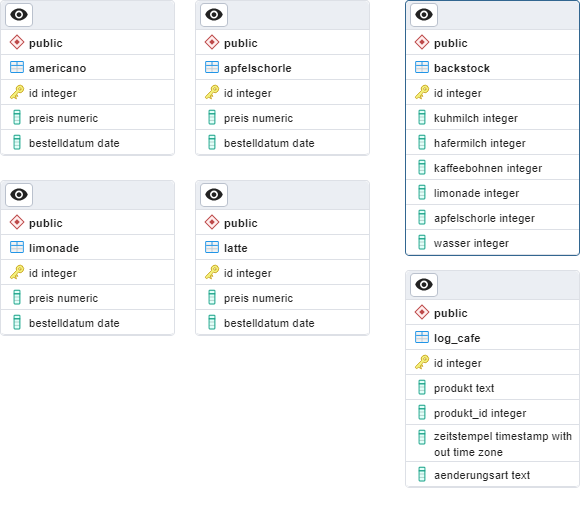 public
americano
id integer
preis numeric
bestelldatum date
public
apfelschorle
id integer
preis numeric
bestelldatum date
public
backstock
id integer
kuhmilch integer
hafermilch integer
kaffeebohnen integer
limonade integer
apfelschorle integer
wasser integer
public
limonade
id integer
preis numeric
bestelldatum date
public
latte
id integer
preis numeric
bestelldatum date
public
log_cafe
id integer
produkt text
produkt_id integer
zeitstempel timestamp with
out time zone
aenderungsart text